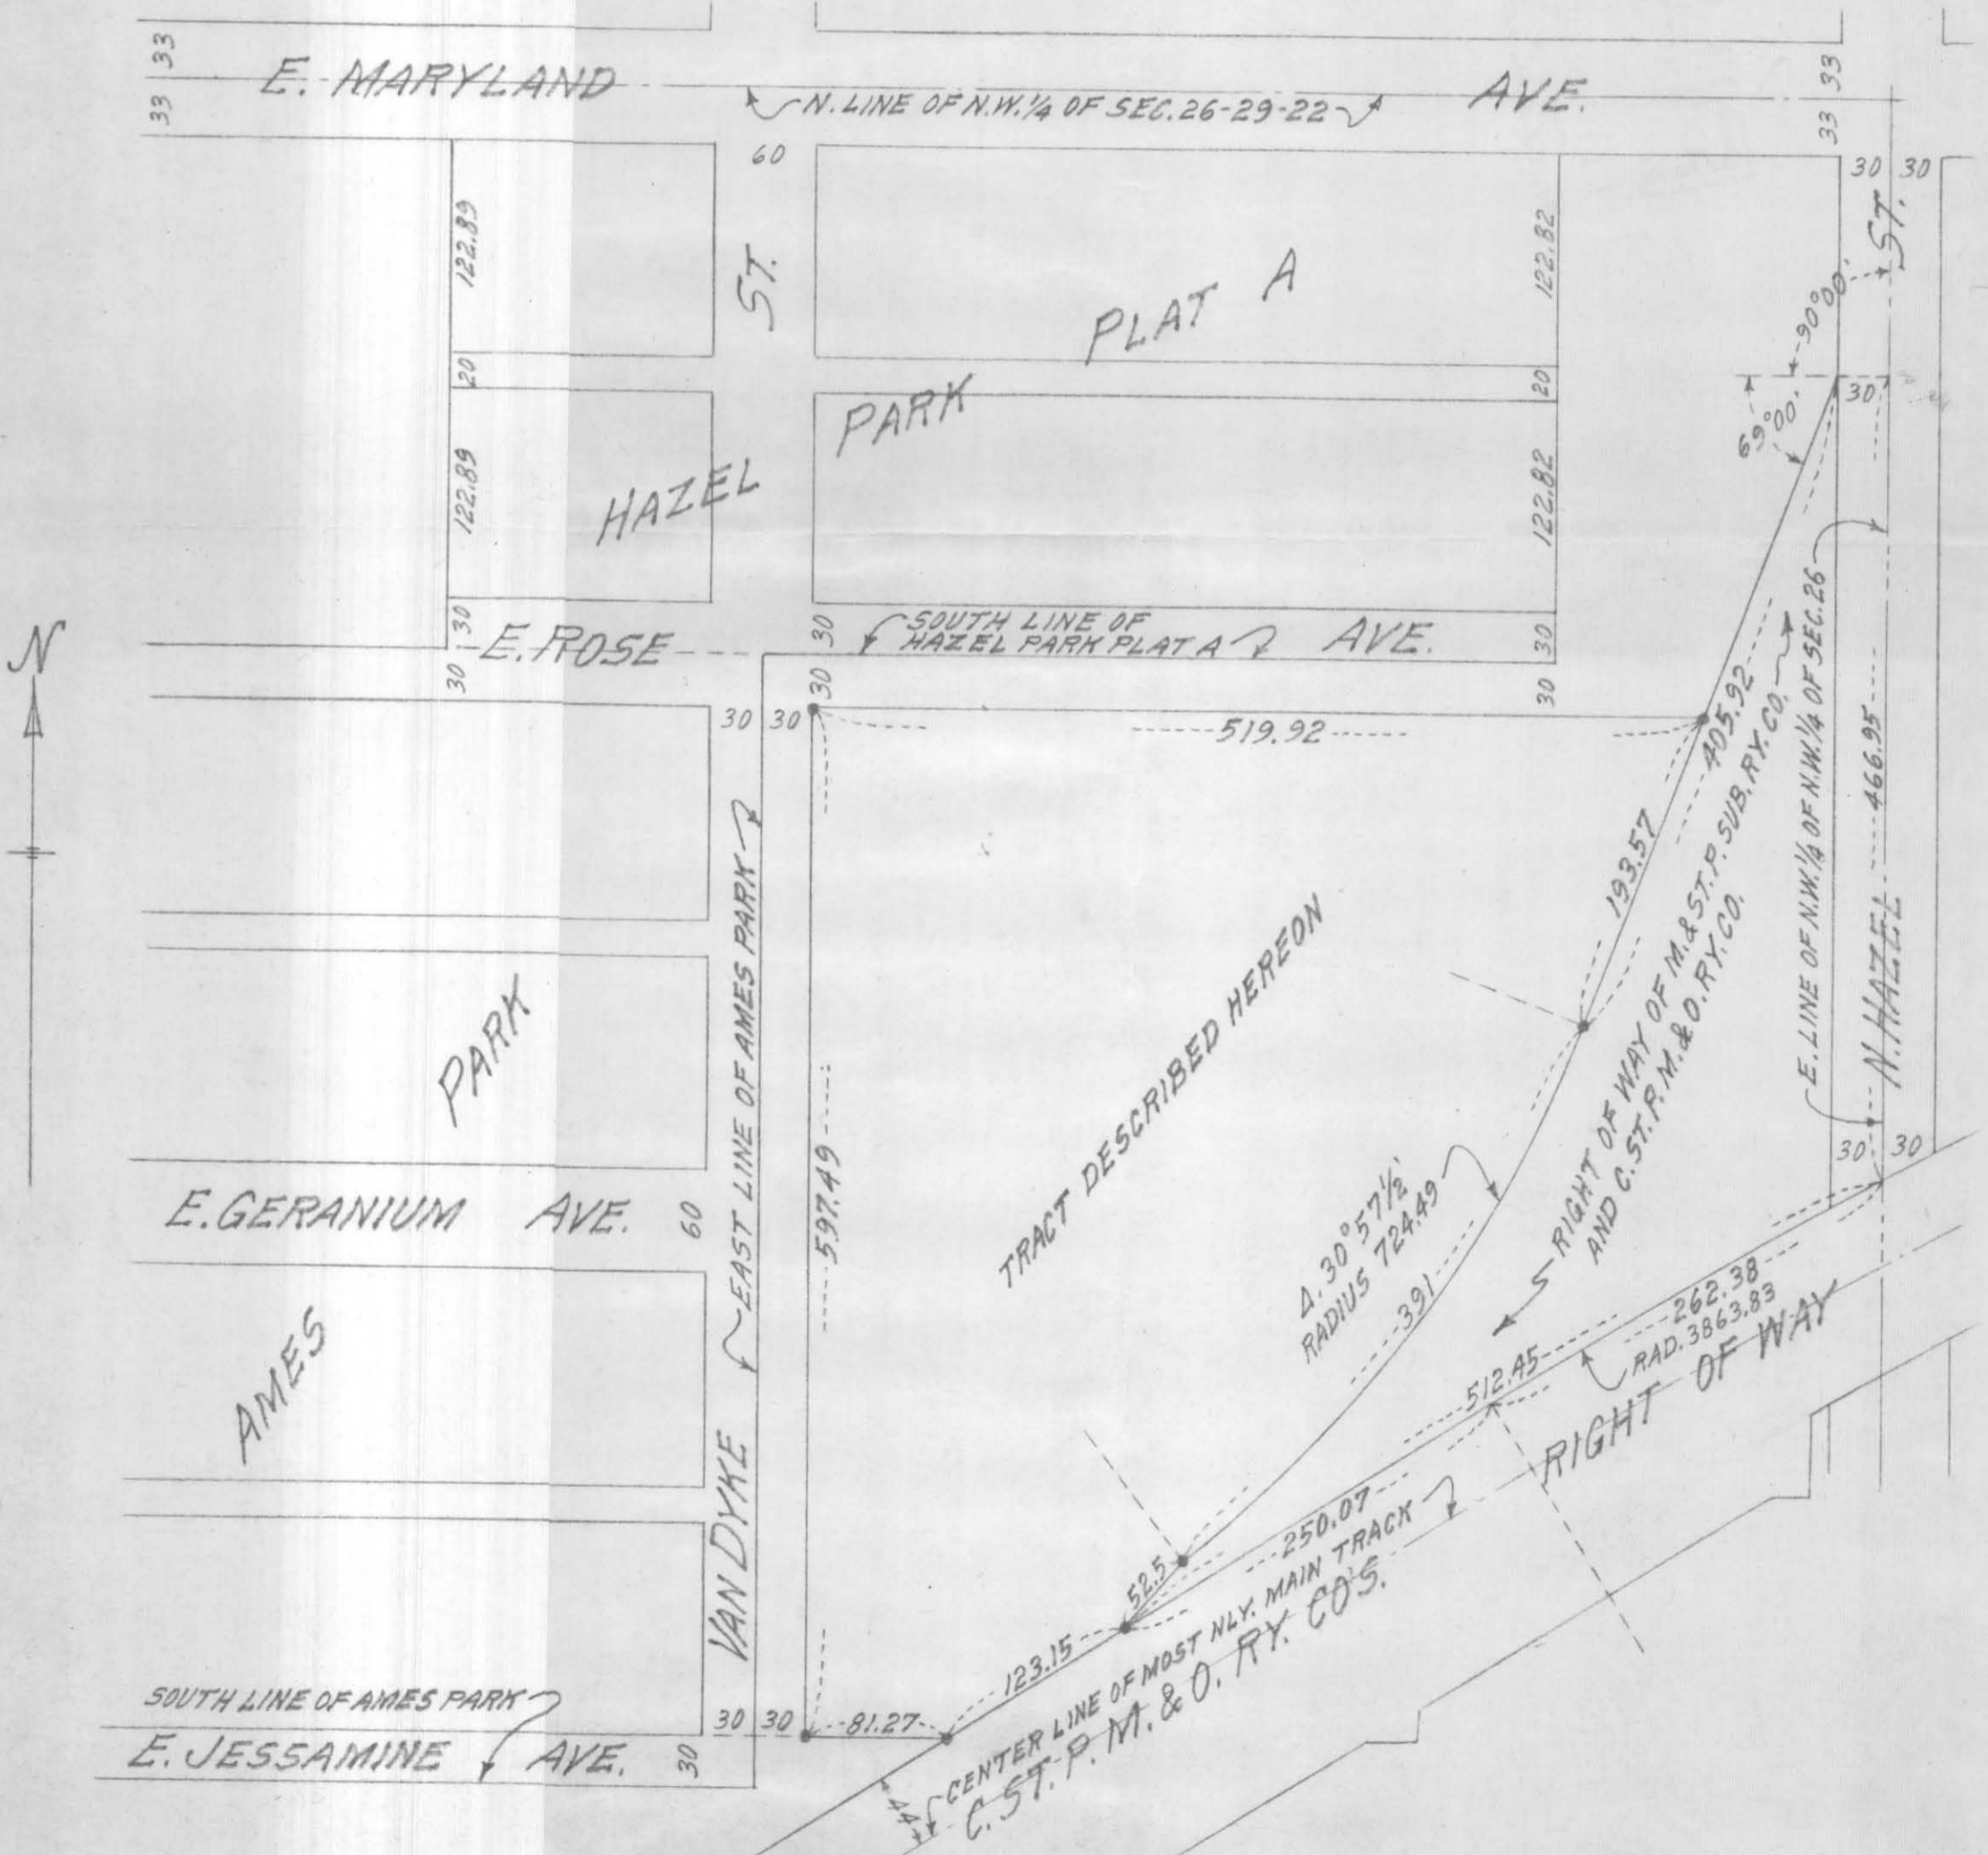 33 33
33 33
E. MARYLAND AVE.
N. LINE OF N.W. 1/4 OF SEC. 26-29-22
33
33
60
30 30
122.89
20
122.89
30
30
ST.
HAZEL PARK PLAT A
122.82
20
122.82
30
30
ST.
90°00'
69°00'
30
N
E. ROSE AVE.
30
30
SOUTH LINE OF
HAZEL PARK PLAT A
30 30
519.92
405.92
193.57
RIGHT OF WAY OF M. & ST. P. SUB. RY. CO.
AND C. ST. P. M. & O. RY. CO.
E. LINE OF N.W. 1/4 OF N.W. 1/4 OF SEC. 26
466.95
N. HAZEL
30 30
EAST LINE OF AMES PARK
597.49
TRACT DESCRIBED HEREON
AMES PARK
E. GERANIUM AVE.
60
Δ. 30°57 1/2'
RADIUS 724.49
391
262.38
RAD. 3863.83
512.45
RIGHT OF WAY
250.07
52.5
123.15
CENTER LINE OF MOST NLY. MAIN TRACK
C. ST. P. M. & O. RY. CO'S.
VAN DYKE
SOUTH LINE OF AMES PARK
30 30
81.27
E. JESSAMINE AVE.
30
44